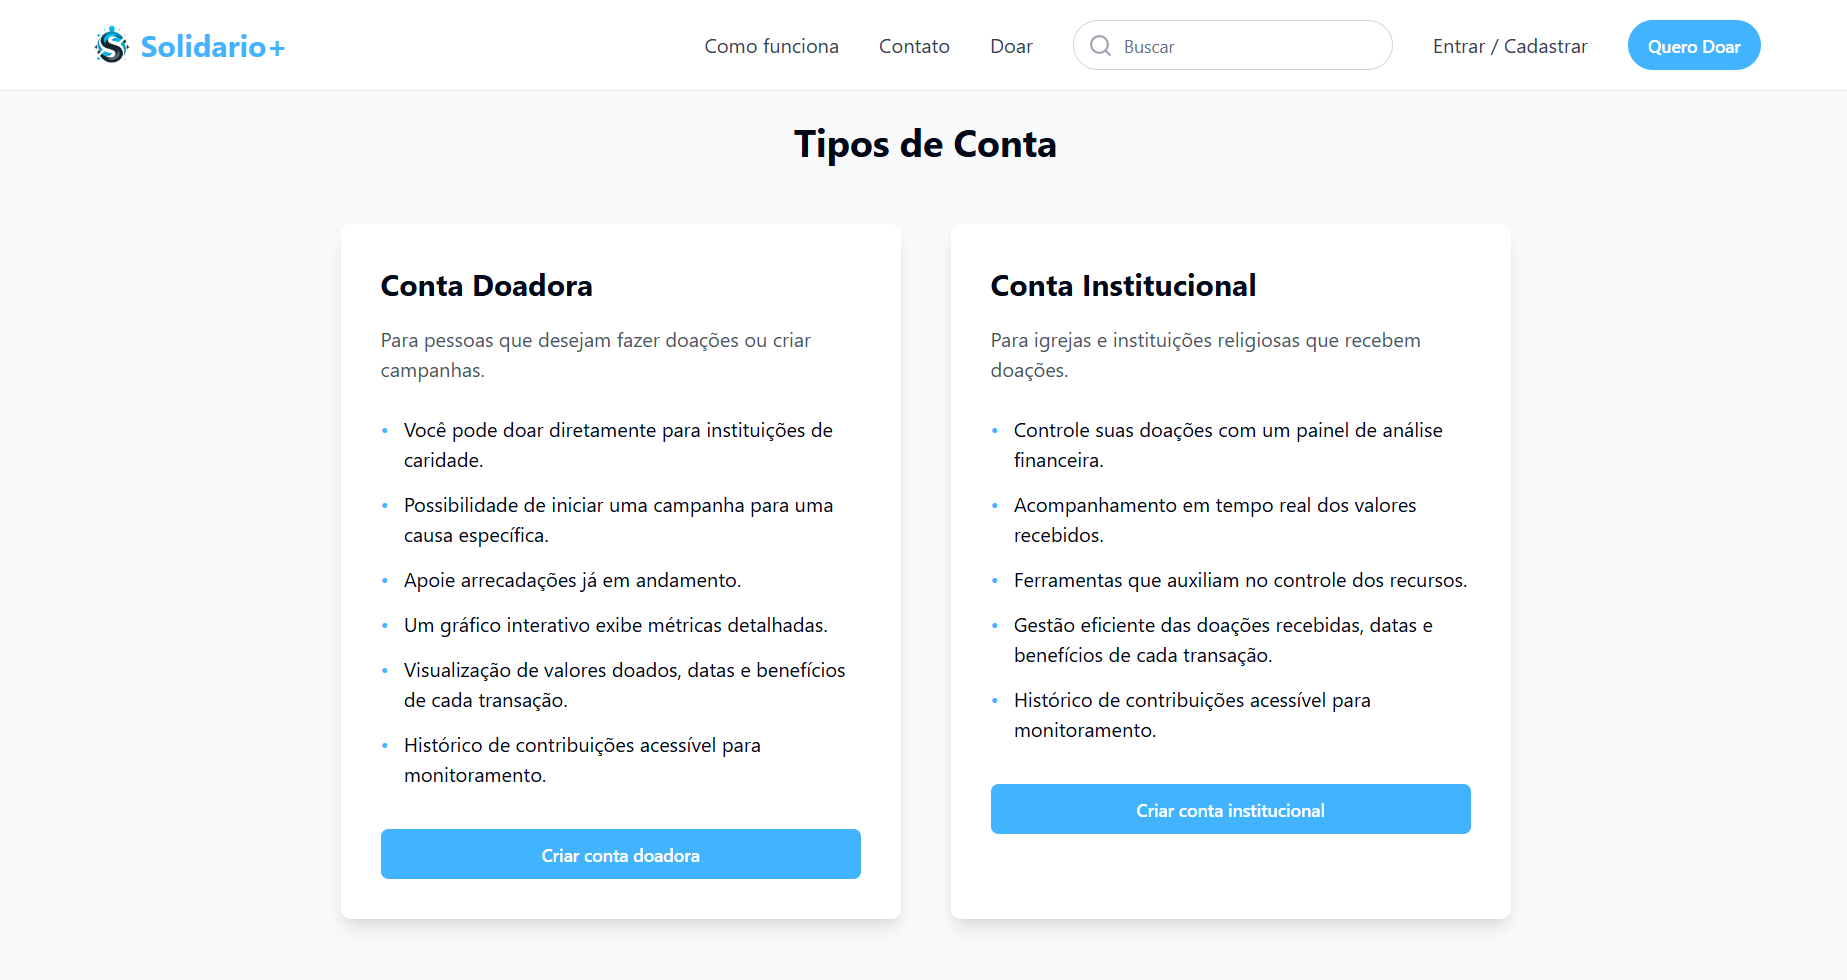 Solidario+
Como funciona
Contato
Doar
Buscar
Entrar / Cadastrar
Quero Doar
Tipos de Conta
Conta Doadora
Para pessoas que desejam fazer doações ou criar
campanhas.
• Você pode doar diretamente para instituições de
caridade.
• Possibilidade de iniciar uma campanha para uma
causa específica.
• Apoie arrecadações já em andamento.
• Um gráfico interativo exibe métricas detalhadas.
• Visualização de valores doados, datas e benefícios
de cada transação.
• Histórico de contribuições acessível para
monitoramento.
Criar conta doadora
Conta Institucional
Para igrejas e instituições religiosas que recebem
doações.
• Controle suas doações com um painel de análise
financeira.
• Acompanhamento em tempo real dos valores
recebidos.
• Ferramentas que auxiliam no controle dos recursos.
• Gestão eficiente das doações recebidas, datas e
benefícios de cada transação.
• Histórico de contribuições acessível para
monitoramento.
Criar conta institucional